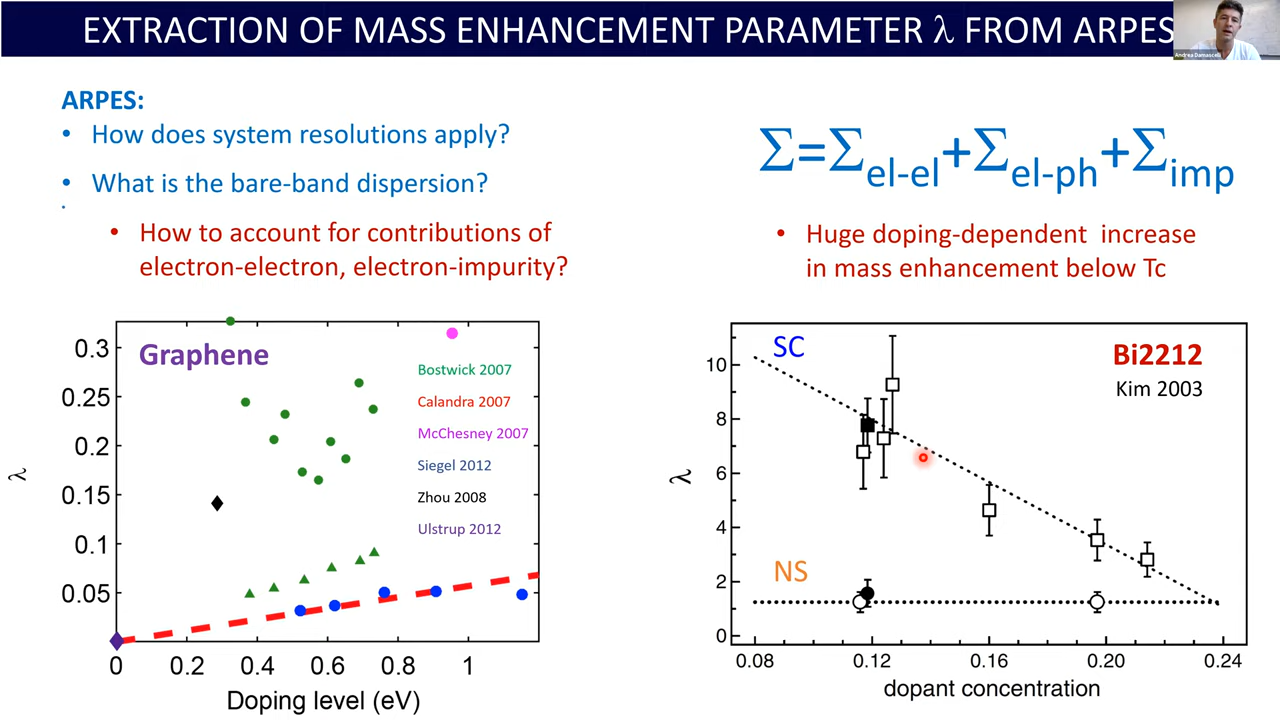 EXTRACTION OF MASS ENHANCEMENT PARAMETER λ FROM ARPES
Andrea Damascelli
ARPES:
• How does system resolutions apply?
• What is the bare-band dispersion?
•
• How to account for contributions of
electron-electron, electron-impurity?
Σ=Σel-el+Σel-ph+Σimp
• Huge doping-dependent increase
in mass enhancement below Tc
Graphene
Bostwick 2007
Calandra 2007
McChesney 2007
Siegel 2012
Zhou 2008
Ulstrup 2012
0.3
0.25
0.2
0.15
0.1
0.05
λ
0 0.2 0.4 0.6 0.8 1
Doping level (eV)
SC
Bi2212
Kim 2003
NS
10
8
6
4
2
0
λ
0.08 0.12 0.16 0.20 0.24
dopant concentration